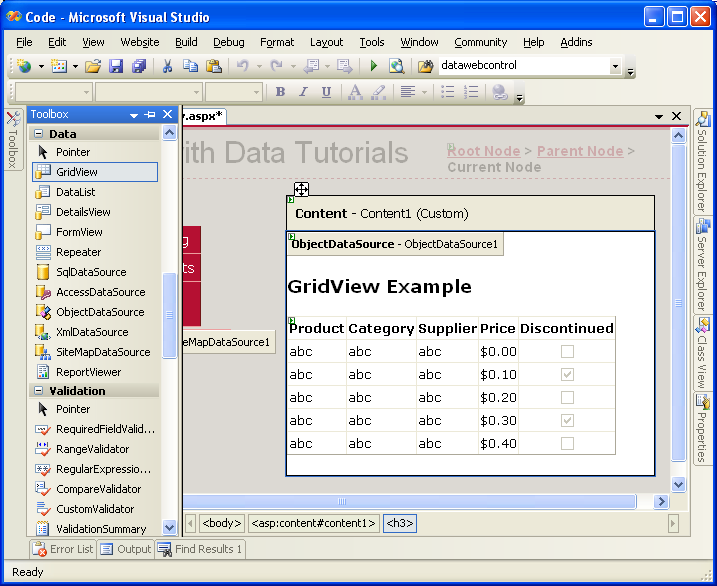 Code - Microsoft Visual Studio
File Edit View Website Build Debug Format Layout Tools Window Community Help Addins
datawebcontrol
B I U A
Toolbox
Toolbox
Data
Pointer
GridView
DataList
DetailsView
FormView
Repeater
SqlDataSource
AccessDataSource
ObjectDataSource
XmlDataSource
SiteMapDataSource
ReportViewer
Validation
Pointer
RequiredFieldValid...
RangeValidator
RegularExpressio...
CompareValidator
CustomValidator
ValidationSummary
.aspx*
ith Data Tutorials
Root Node > Parent Node >
Current Node
g
ts
eMapDataSource1
Content - Content1 (Custom)
ObjectDataSource - ObjectDataSource1
GridView Example
Product Category Supplier Price Discontinued
abc abc abc $0.00
abc abc abc $0.10
abc abc abc $0.20
abc abc abc $0.30
abc abc abc $0.40
<body> <asp:content#content1> <h3>
Solution Explorer
Server Explorer
Class View
Properties
Error List Output Find Results 1
Ready